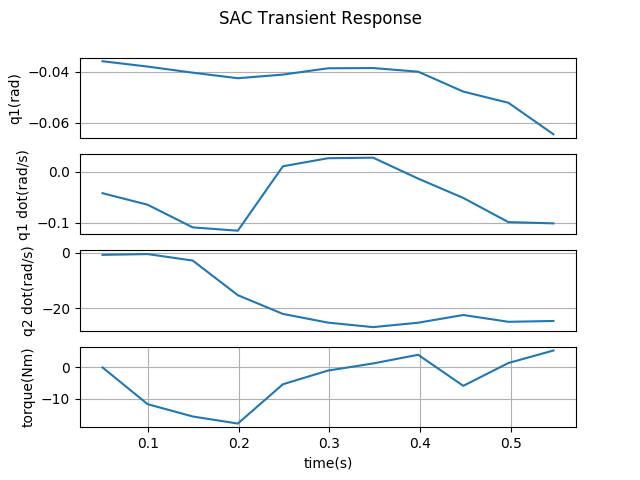 SAC Transient Response
q1(rad)
−0.04
−0.06
q1 dot(rad/s)
0.0
−0.1
q2 dot(rad/s)
0
−20
torque(Nm)
0
−10
0.1 0.2 0.3 0.4 0.5
time(s)